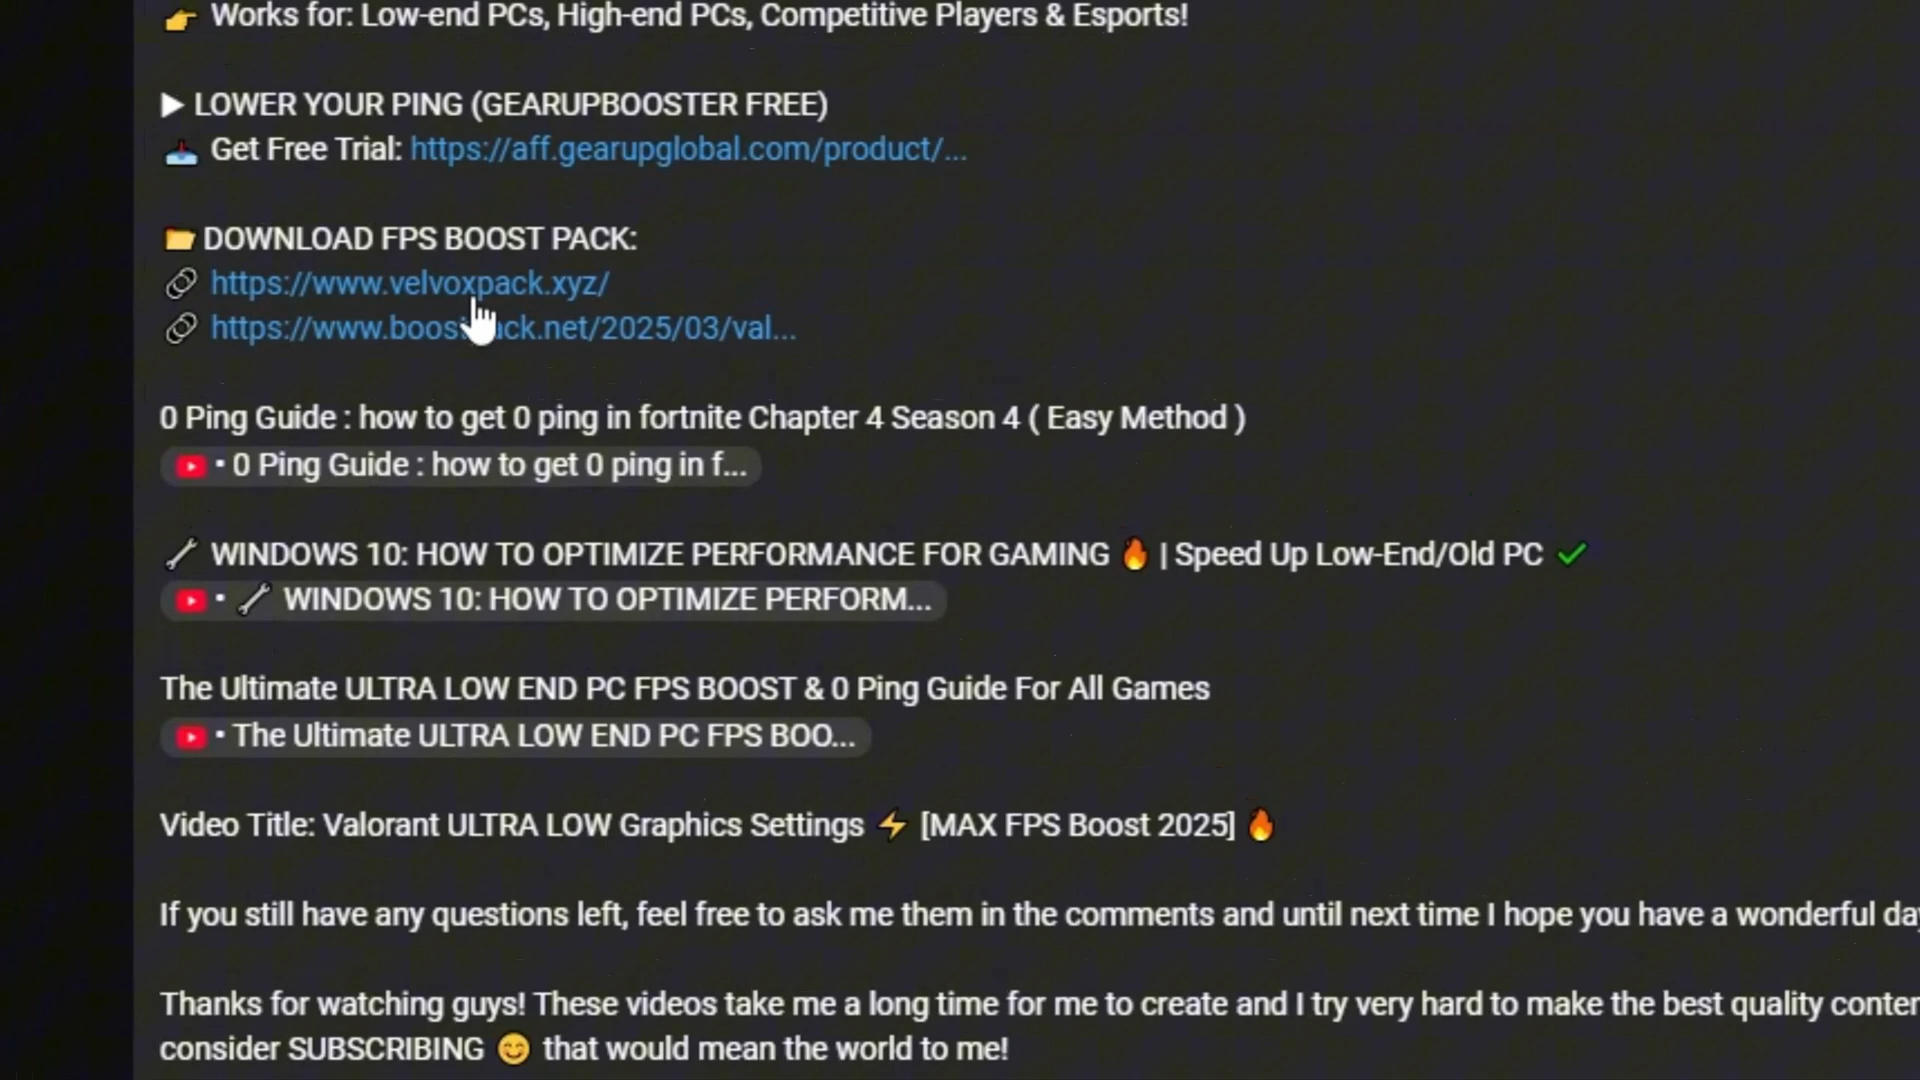 👉 Works for: Low-end PCs, High-end PCs, Competitive Players & Esports!
▶ LOWER YOUR PING (GEARUPBOOSTER FREE)
📥 Get Free Trial: https://aff.gearupglobal.com/product/...
📂 DOWNLOAD FPS BOOST PACK:
🔗 https://www.velvoxpack.xyz/
🔗 https://www.boos ck.net/2025/03/val...
0 Ping Guide : how to get 0 ping in fortnite Chapter 4 Season 4 ( Easy Method )
• 0 Ping Guide : how to get 0 ping in f...
🔧 WINDOWS 10: HOW TO OPTIMIZE PERFORMANCE FOR GAMING 🔥 | Speed Up Low-End/Old PC ✔
• 🔧 WINDOWS 10: HOW TO OPTIMIZE PERFORM...
The Ultimate ULTRA LOW END PC FPS BOOST & 0 Ping Guide For All Games
• The Ultimate ULTRA LOW END PC FPS BOO...
Video Title: Valorant ULTRA LOW Graphics Settings ⚡ [MAX FPS Boost 2025] 🔥
If you still have any questions left, feel free to ask me them in the comments and until next time I hope you have a wonderful da
Thanks for watching guys! These videos take me a long time for me to create and I try very hard to make the best quality conte
consider SUBSCRIBING 😊 that would mean the world to me!